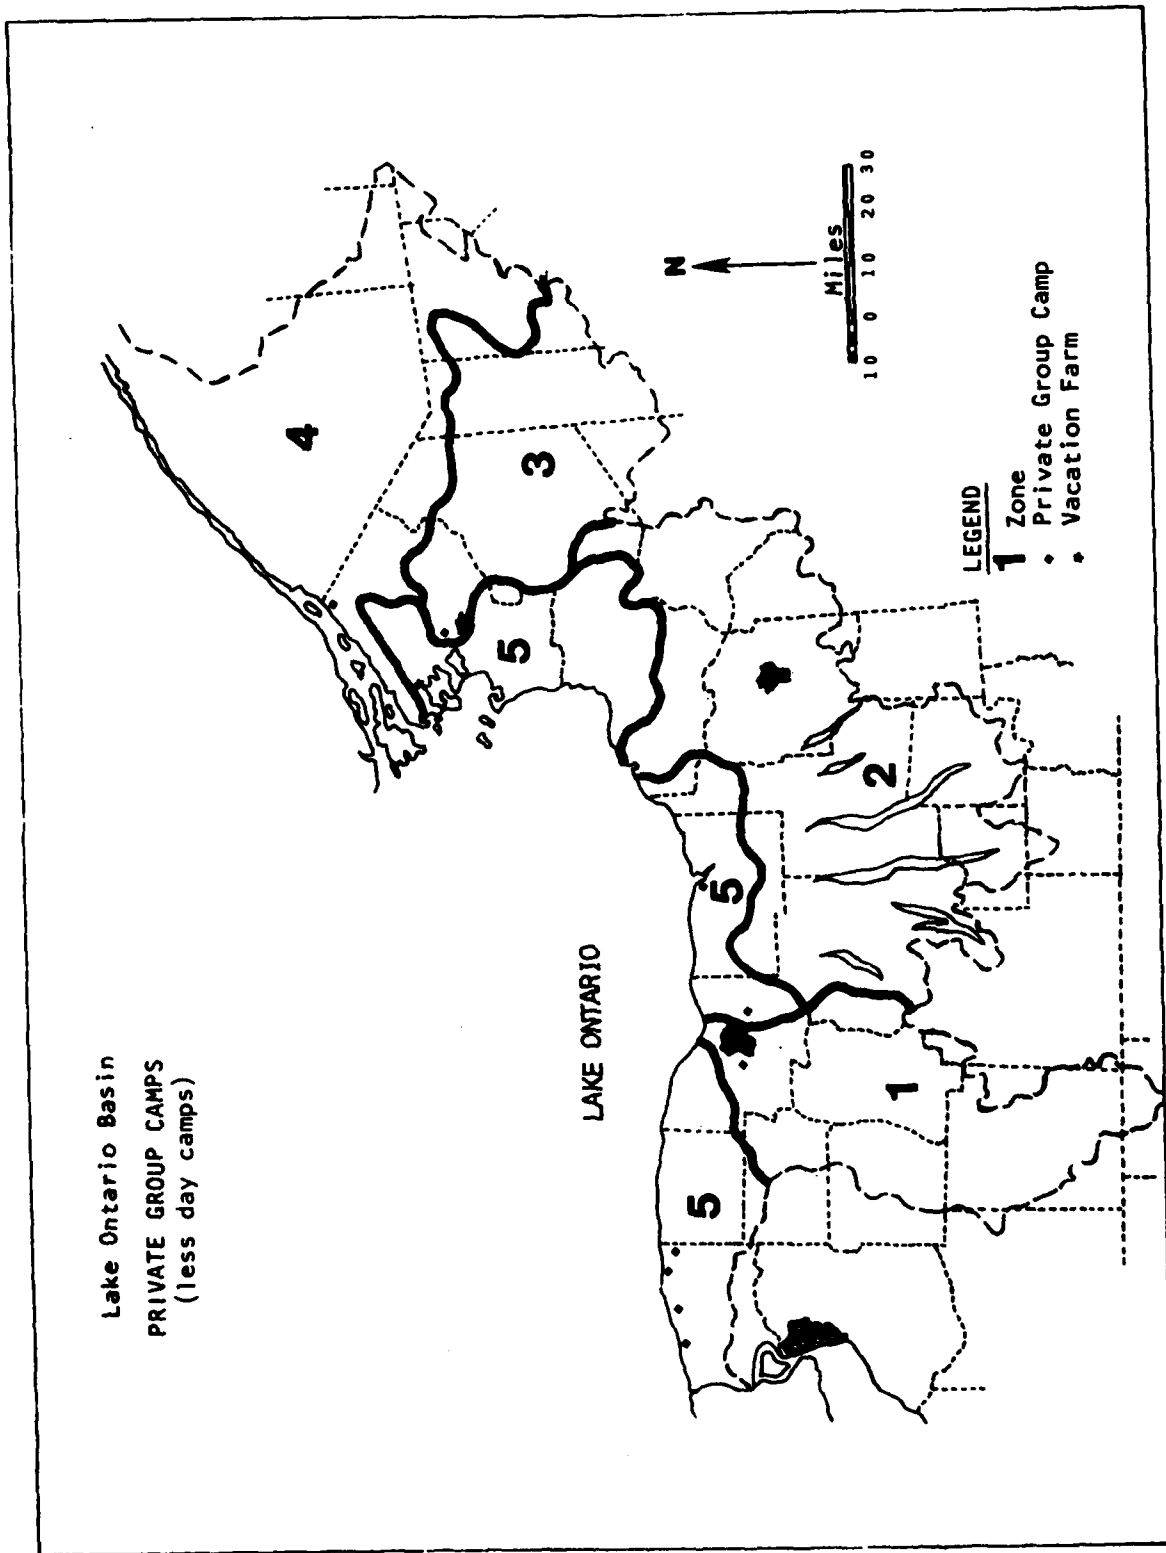 Lake Ontario Basin
PRIVATE GROUP CAMPS
(less day camps)
LAKE ONTARIO
4
3
5
2
5
1
5
N
Miles
10 0 10 20 30
LEGEND
1 Zone
Private Group Camp
Vacation Farm